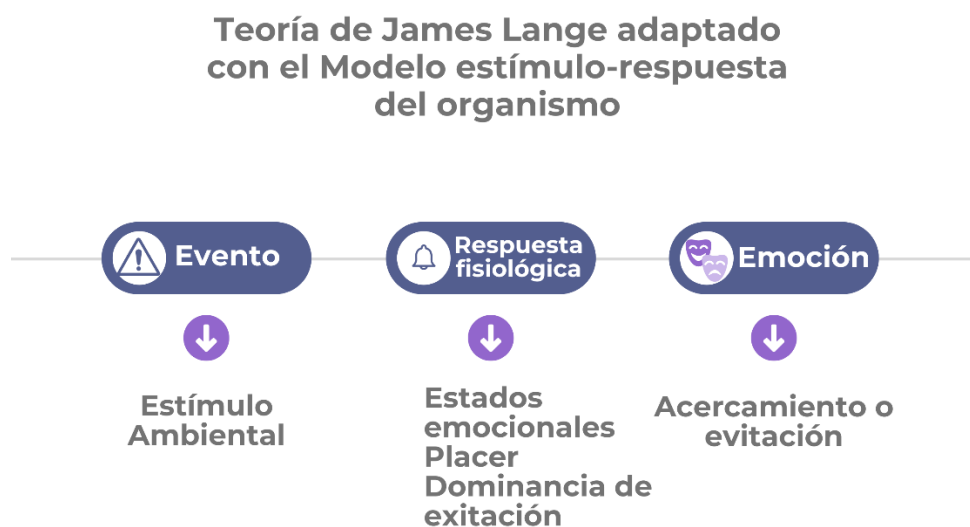 Teoría de James Lange adaptado
con el Modelo estímulo-respuesta
del organismo
Evento
Respuesta
fisiológica
Emoción
Estímulo
Ambiental
Estados
emocionales
Placer
Dominancia de
exitación
Acercamiento o
evitación